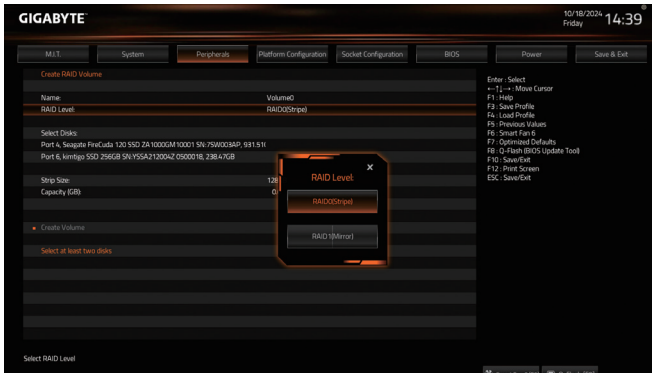 GIGABYTE
10/18/2024
Friday
14:39
M.I.T.
System
Peripherals
Platform Configuration
Socket Configuration
BIOS
Power
Save & Exit
Create RAID Volume
Name: Volume0
RAID Level: RAID0(Stripe)
Select Disks:
Port 4, Seagate FireCuda 120 SSD ZA1000GM10001 SN:7SW003AP, 931.51
Port 6, kimtigo SSD 256GB SN:YSSA212004Z 0500018, 238.47GB
Strip Size:
Capacity (GB):
Create Volume
Select at least two disks
RAID Level:
RAID0(Stripe)
RAID1(Mirror)
Enter : Select
←↑↓→ : Move Cursor
F1 : Help
F3 : Save Profile
F4 : Load Profile
F5 : Previous Values
F6 : Smart Fan 6
F7 : Optimized Defaults
F8 : Q-Flash (BIOS Update Tool)
F10 : Save/Exit
F12 : Print Screen
ESC : Save/Exit
Select RAID Level